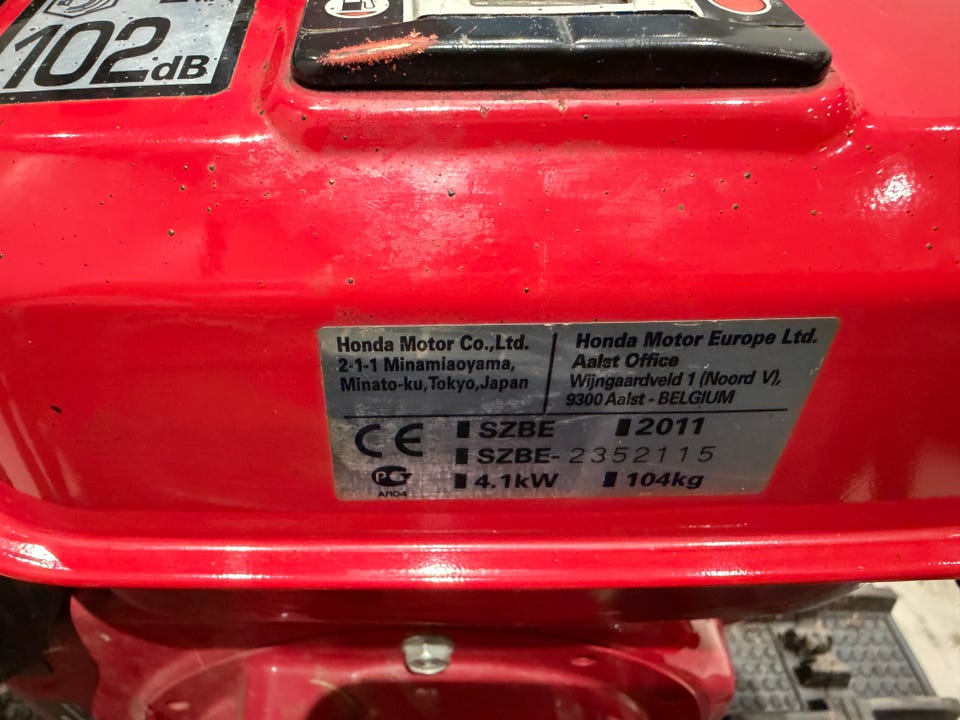 102dB
Honda Motor Co.,Ltd.
2-1-1 Minamiaoyama,
Minato-ku,Tokyo,Japan
Honda Motor Europe Ltd.
Aalst Office
Wijngaardveld 1 (Noord V),
9300 Aalst - BELGIUM
CE SZBE 2011
SZBE-2352115
4.1kW 104kg
AЯ04